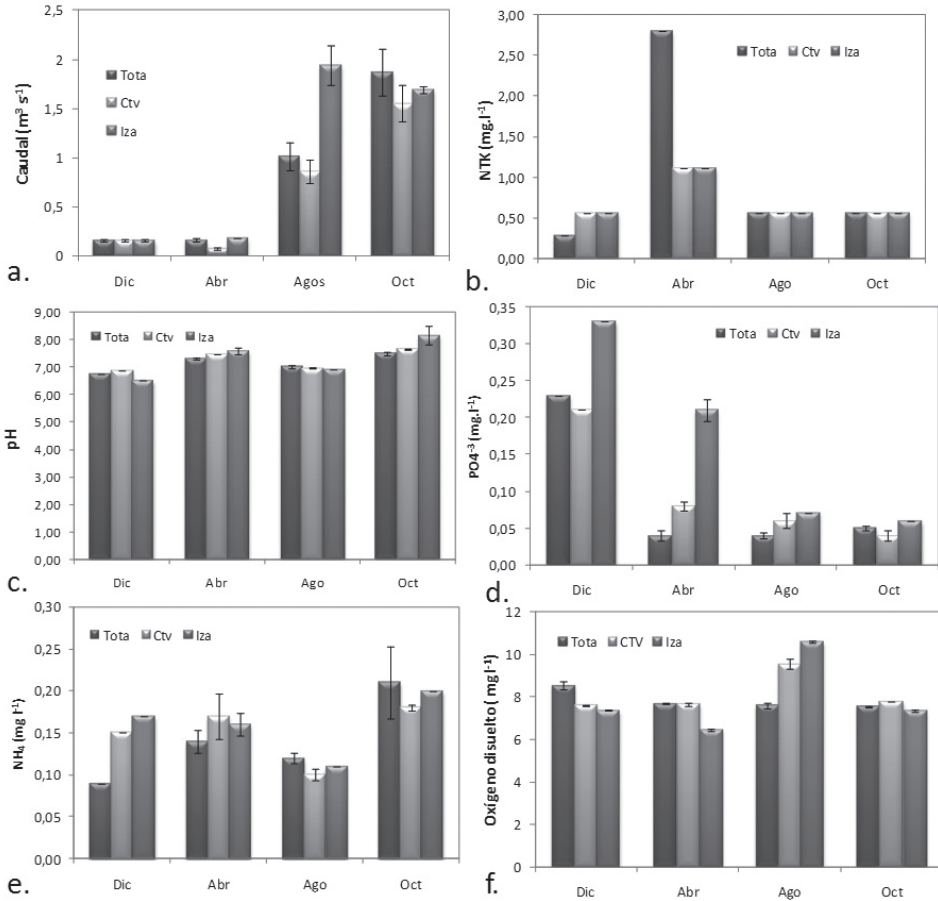 Caudal (m³ s⁻¹)
2,5
2
1,5
1
0,5
0
Tota
Ctv
Iza
Dic Abr Agos Oct
a.
NTK (mg.l⁻¹)
3,00
2,50
2,00
1,50
1,00
0,50
0,00
Tota Ctv Iza
Dic Abr Ago Oct
b.
pH
9,00
8,00
7,00
6,00
5,00
4,00
3,00
2,00
1,00
0,00
Tota Ctv Iza
Dic Abr Ago Oct
c.
PO4⁻³ (mg.l⁻¹)
0,35
0,30
0,25
0,20
0,15
0,10
0,05
0,00
Tota Ctv Iza
Dic Abr Ago Oct
d.
NH₄ (mg l⁻¹)
0,30
0,25
0,20
0,15
0,10
0,05
0,00
Tota Ctv Iza
Dic Abr Ago Oct
e.
Oxígeno disuelto (mg l⁻¹)
12
10
8
6
4
2
0
Tota CTV Iza
Dic Abr Ago Oct
f.